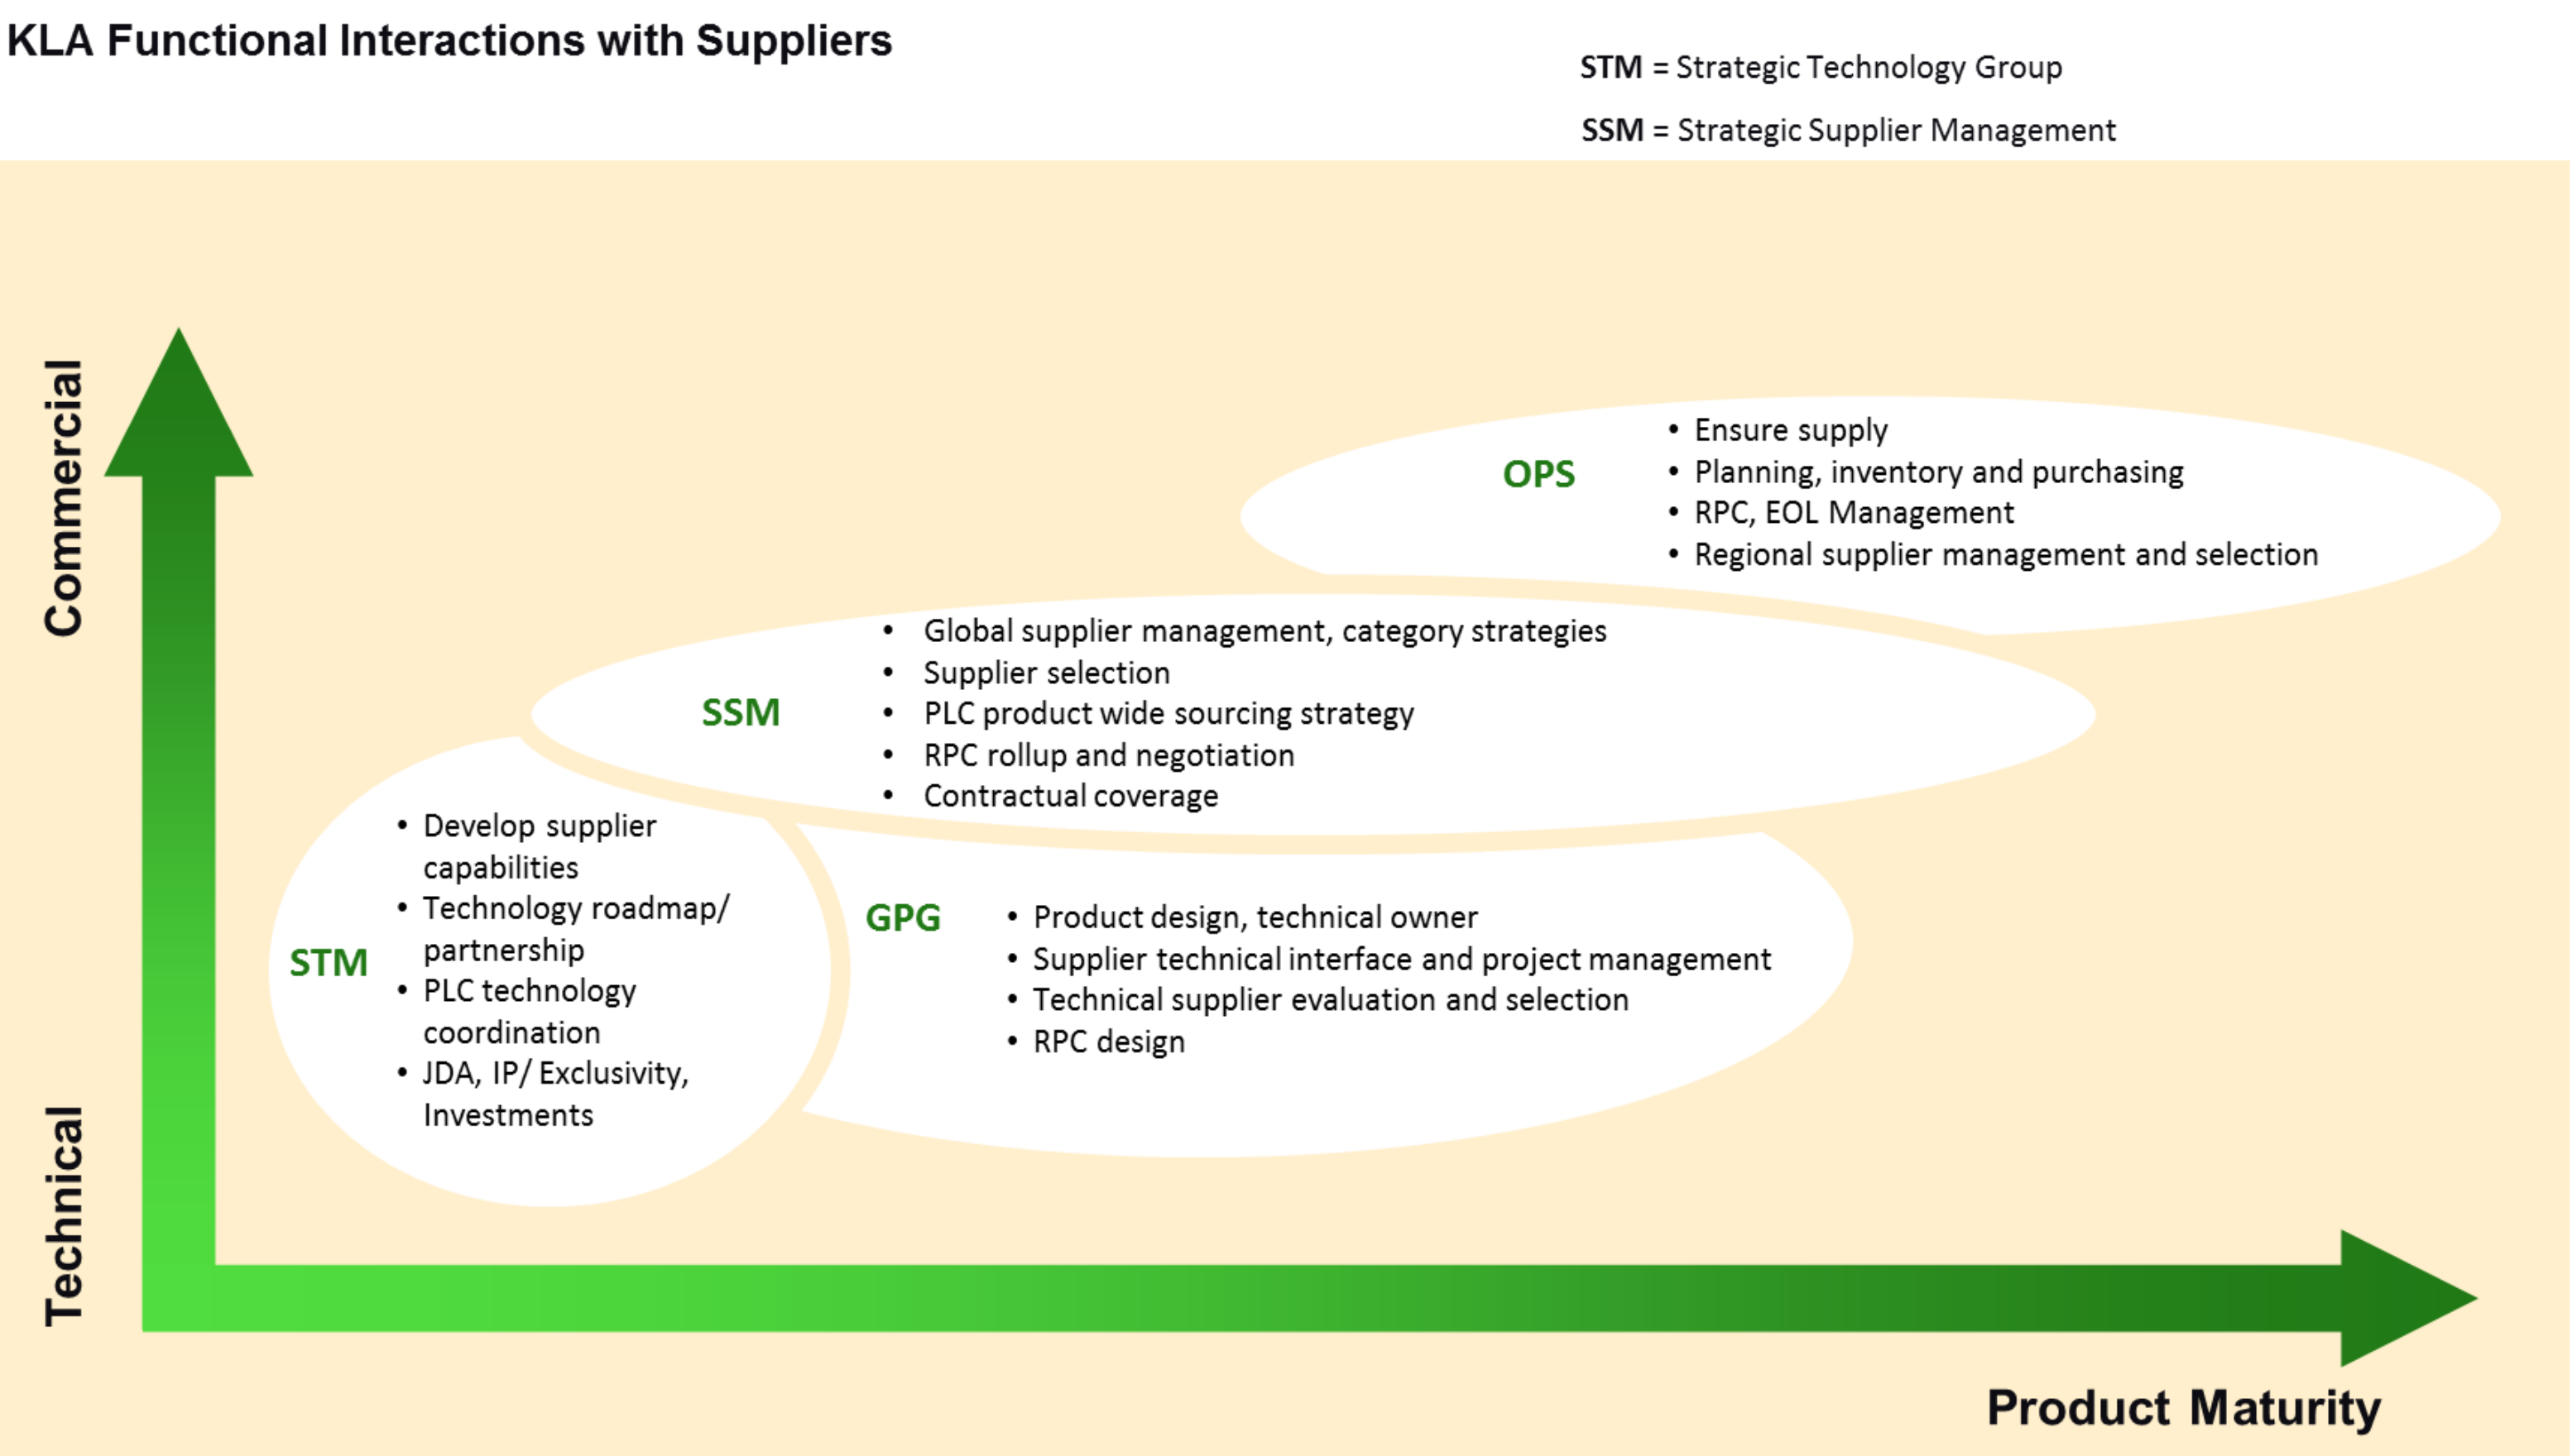 KLA Functional Interactions with Suppliers
STM = Strategic Technology Group
SSM = Strategic Supplier Management
Commercial
Technical
OPS
• Ensure supply
• Planning, inventory and purchasing
• RPC, EOL Management
• Regional supplier management and selection
SSM
• Global supplier management, category strategies
• Supplier selection
• PLC product wide sourcing strategy
• RPC rollup and negotiation
• Contractual coverage
STM
• Develop supplier
capabilities
• Technology roadmap/
partnership
• PLC technology
coordination
• JDA, IP/ Exclusivity,
Investments
GPG
• Product design, technical owner
• Supplier technical interface and project management
• Technical supplier evaluation and selection
• RPC design
Product Maturity